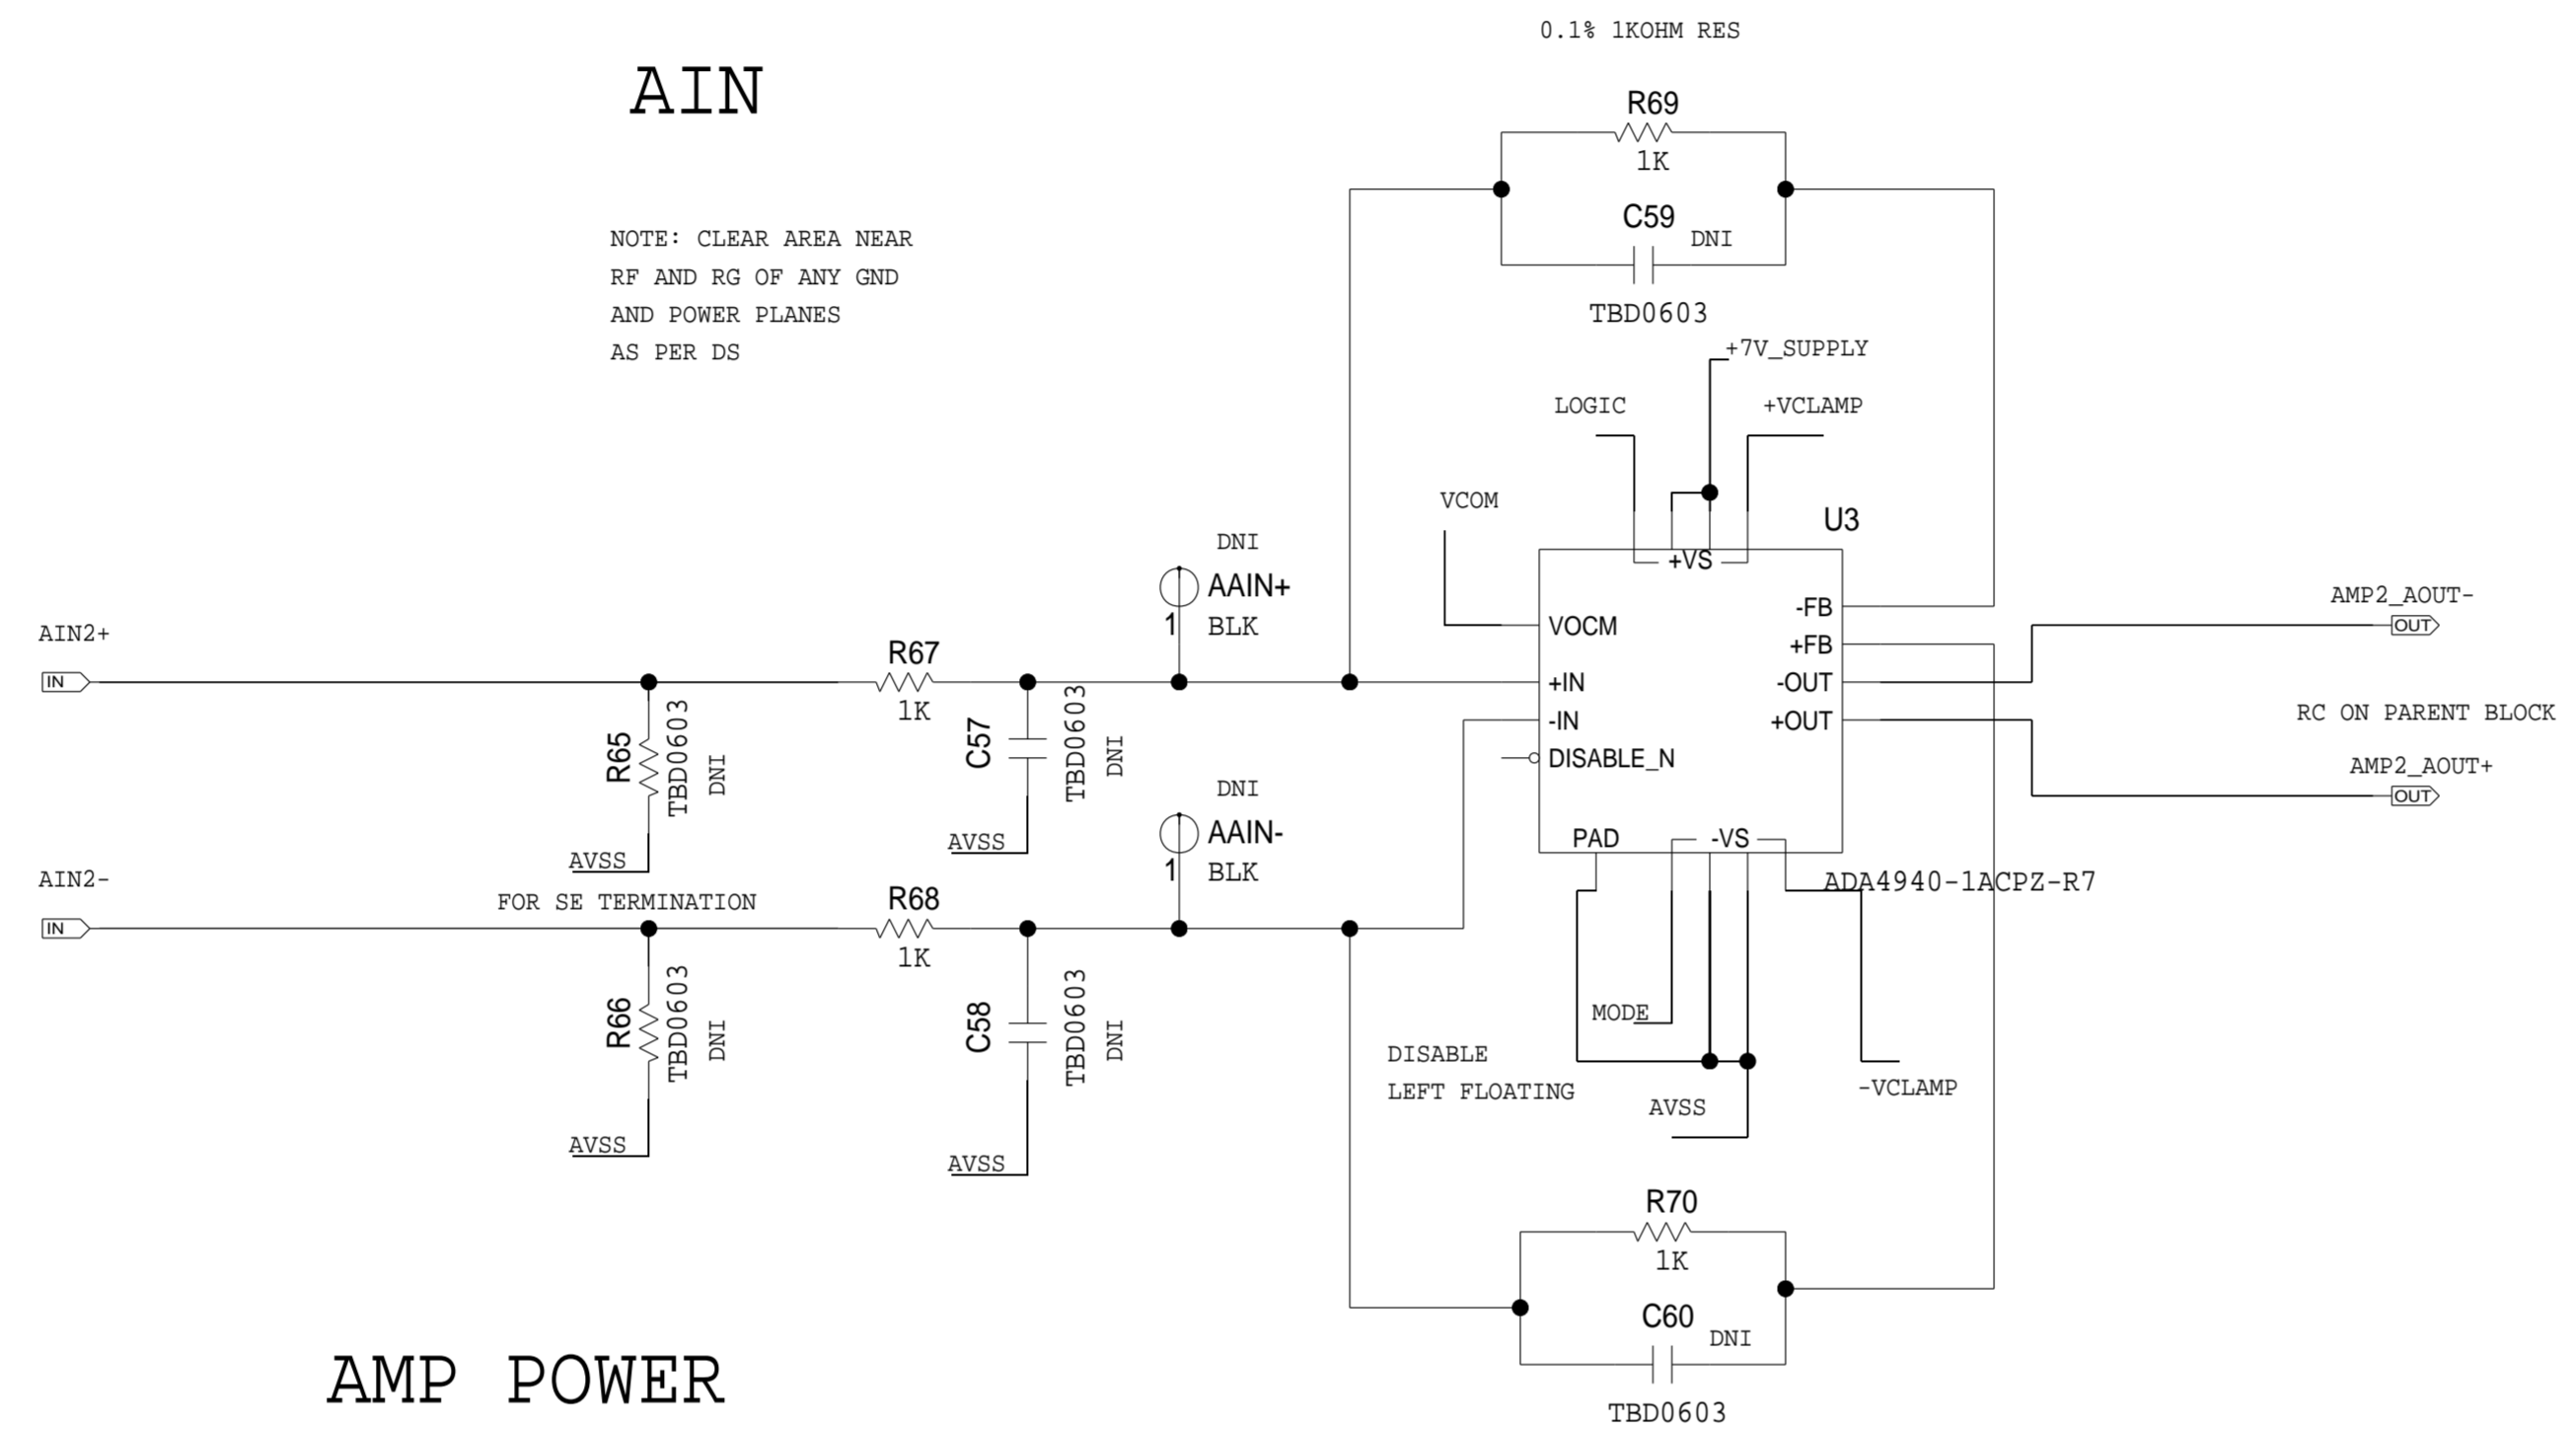 0.1% 1KOHM RES
AIN
R69
1K
C59
DNI
TBD0603
NOTE: CLEAR AREA NEAR
RF AND RG OF ANY GND
AND POWER PLANES
AS PER DS
+7V_SUPPLY
LOGIC
+VCLAMP
VCOM
U3
+VS
DNI
AAIN+
1
BLK
-FB
VOCM
+FB
+IN
-OUT
-IN
+OUT
DISABLE_N
PAD
-VS
ADA4940-1ACPZ-R7
AMP2_AOUT-
OUT
RC ON PARENT BLOCK
AMP2_AOUT+
OUT
AIN2+
IN
R67
1K
R65
TBD0603
DNI
AVSS
C57
TBD0603
DNI
AVSS
DNI
AAIN-
1
BLK
AIN2-
IN
FOR SE TERMINATION
R68
1K
R66
TBD0603
DNI
AVSS
C58
TBD0603
DNI
AVSS
MODE
DISABLE
LEFT FLOATING
AVSS
-VCLAMP
R70
1K
C60
DNI
TBD0603
AMP POWER